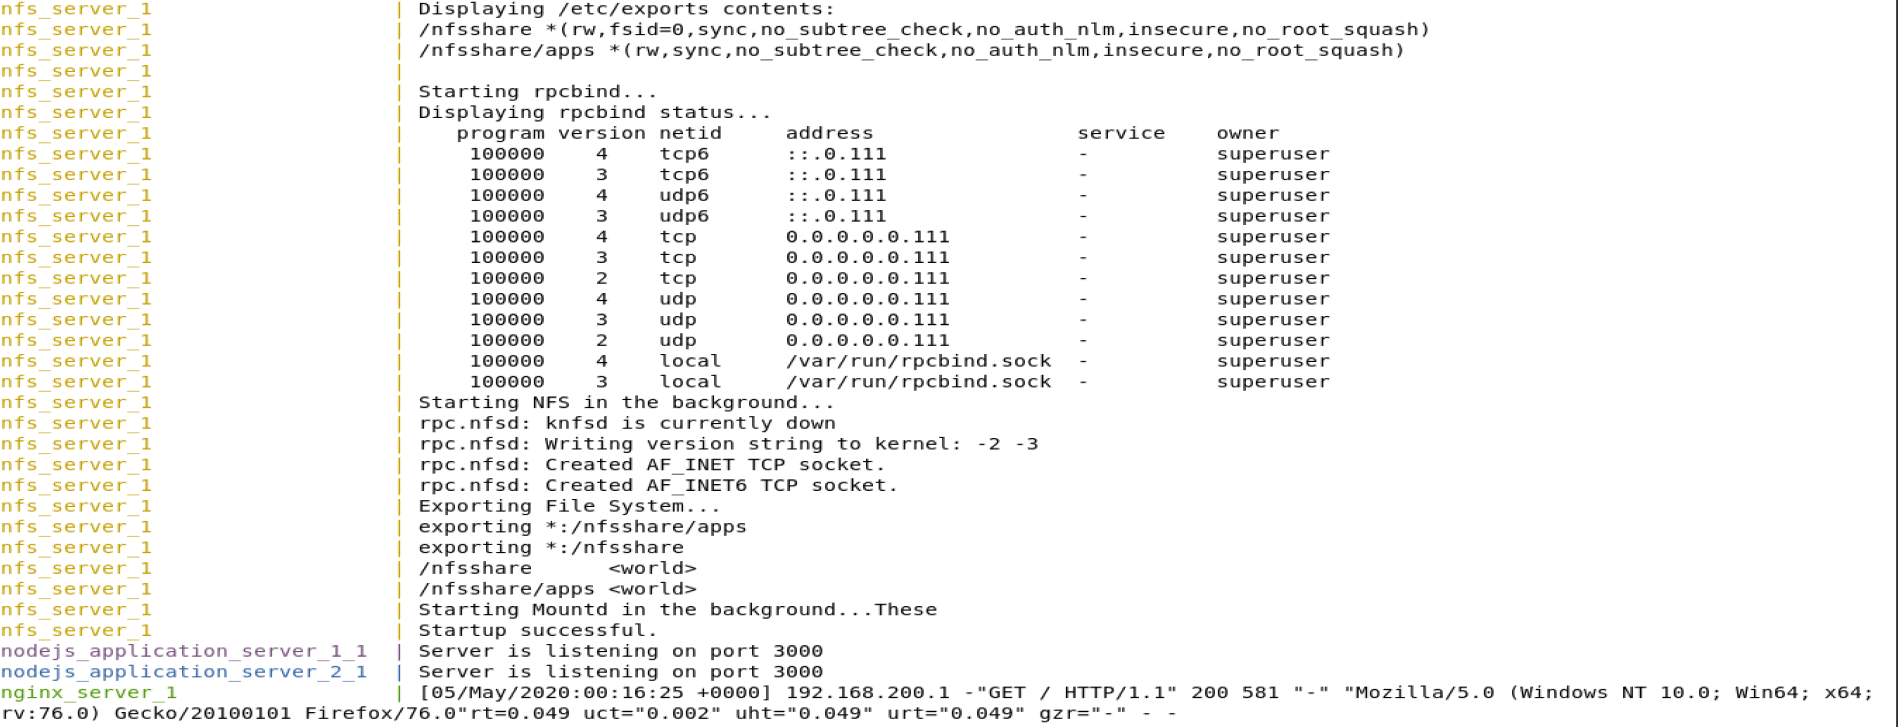 nfs_server_1                   | Displaying /etc/exports contents:
nfs_server_1                   | /nfsshare *(rw,fsid=0,sync,no_subtree_check,no_auth_nlm,insecure,no_root_squash)
nfs_server_1                   | /nfsshare/apps *(rw,sync,no_subtree_check,no_auth_nlm,insecure,no_root_squash)
nfs_server_1                   |
nfs_server_1                   | Starting rpcbind...
nfs_server_1                   | Displaying rpcbind status...
nfs_server_1                   |    program version netid     address                service    owner
nfs_server_1                   |     100000    4    tcp6      ::.0.111               -          superuser
nfs_server_1                   |     100000    3    tcp6      ::.0.111               -          superuser
nfs_server_1                   |     100000    4    udp6      ::.0.111               -          superuser
nfs_server_1                   |     100000    3    udp6      ::.0.111               -          superuser
nfs_server_1                   |     100000    4    tcp       0.0.0.0.0.111          -          superuser
nfs_server_1                   |     100000    3    tcp       0.0.0.0.0.111          -          superuser
nfs_server_1                   |     100000    2    tcp       0.0.0.0.0.111          -          superuser
nfs_server_1                   |     100000    4    udp       0.0.0.0.0.111          -          superuser
nfs_server_1                   |     100000    3    udp       0.0.0.0.0.111          -          superuser
nfs_server_1                   |     100000    2    udp       0.0.0.0.0.111          -          superuser
nfs_server_1                   |     100000    4    local     /var/run/rpcbind.sock  -          superuser
nfs_server_1                   |     100000    3    local     /var/run/rpcbind.sock  -          superuser
nfs_server_1                   | Starting NFS in the background...
nfs_server_1                   | rpc.nfsd: knfsd is currently down
nfs_server_1                   | rpc.nfsd: Writing version string to kernel: -2 -3
nfs_server_1                   | rpc.nfsd: Created AF_INET TCP socket.
nfs_server_1                   | rpc.nfsd: Created AF_INET6 TCP socket.
nfs_server_1                   | Exporting File System...
nfs_server_1                   | exporting *:/nfsshare/apps
nfs_server_1                   | exporting *:/nfsshare
nfs_server_1                   | /nfsshare      <world>
nfs_server_1                   | /nfsshare/apps <world>
nfs_server_1                   | Starting Mountd in the background...These
nfs_server_1                   | Startup successful.
nodejs_application_server_1_1  | Server is listening on port 3000
nodejs_application_server_2_1  | Server is listening on port 3000
nginx_server_1                 | [05/May/2020:00:16:25 +0000] 192.168.200.1 -"GET / HTTP/1.1" 200 581 "-" "Mozilla/5.0 (Windows NT 10.0; Win64; x64;
rv:76.0) Gecko/20100101 Firefox/76.0"rt=0.049 uct="0.002" uht="0.049" urt="0.049" gzr="-" - -